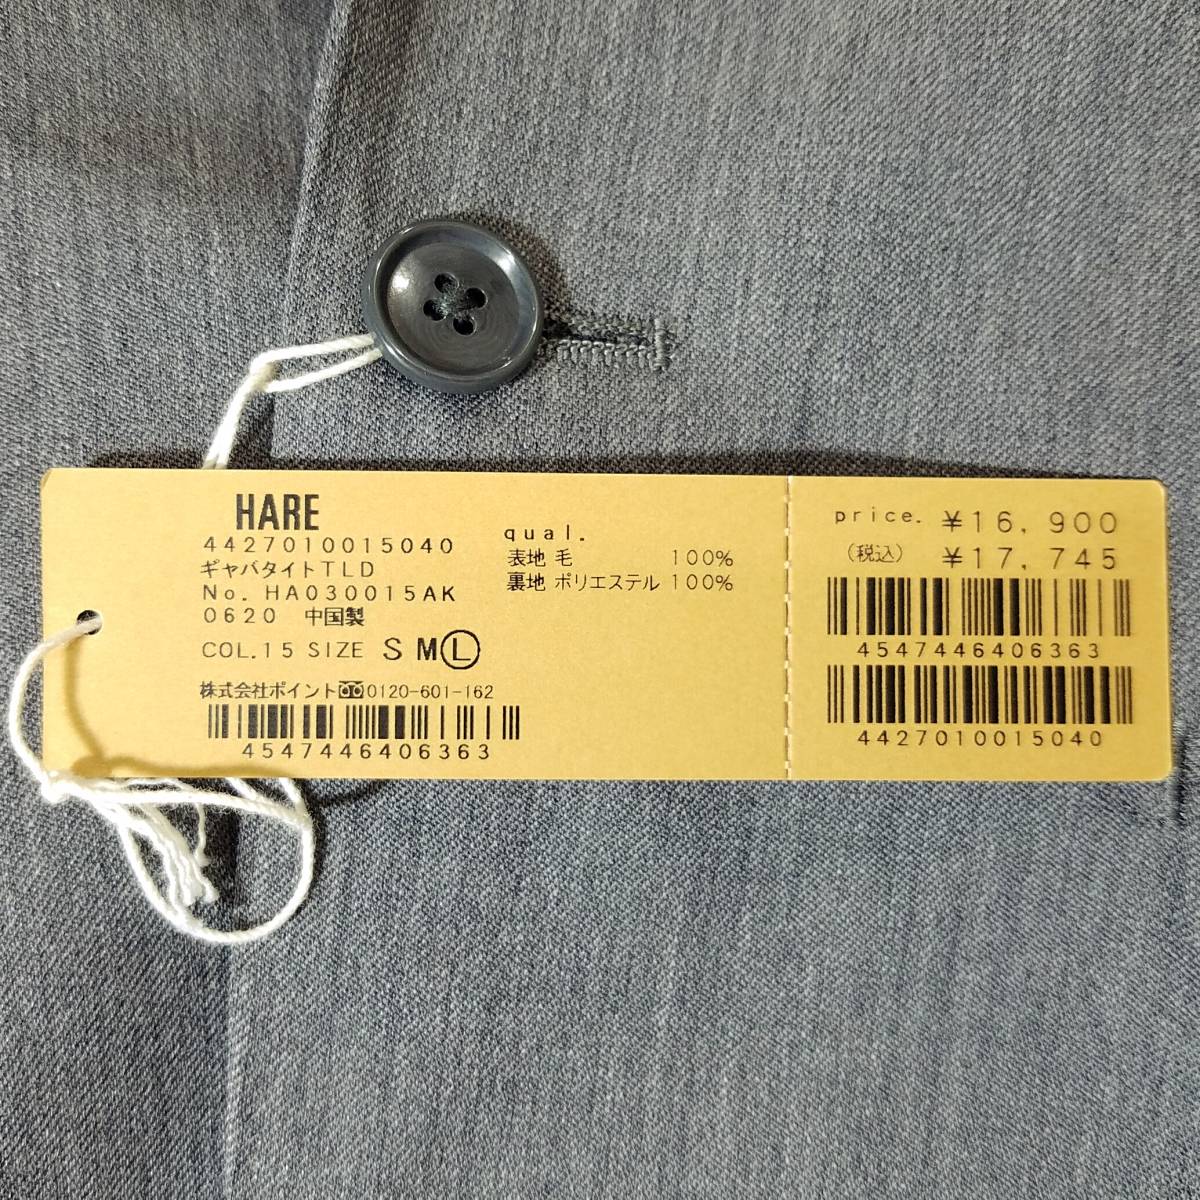 HARE
4427010015040
ギャバタイトTLD
No. HA030015AK
0620 中国製
COL.15 SIZE S M L
株式会社ポイント 0120-601-162
4547446406363
qual.
表地 毛 100%
裏地 ポリエステル 100%
price. ¥16,900
(税込) ¥17,745
4547446406363
4427010015040